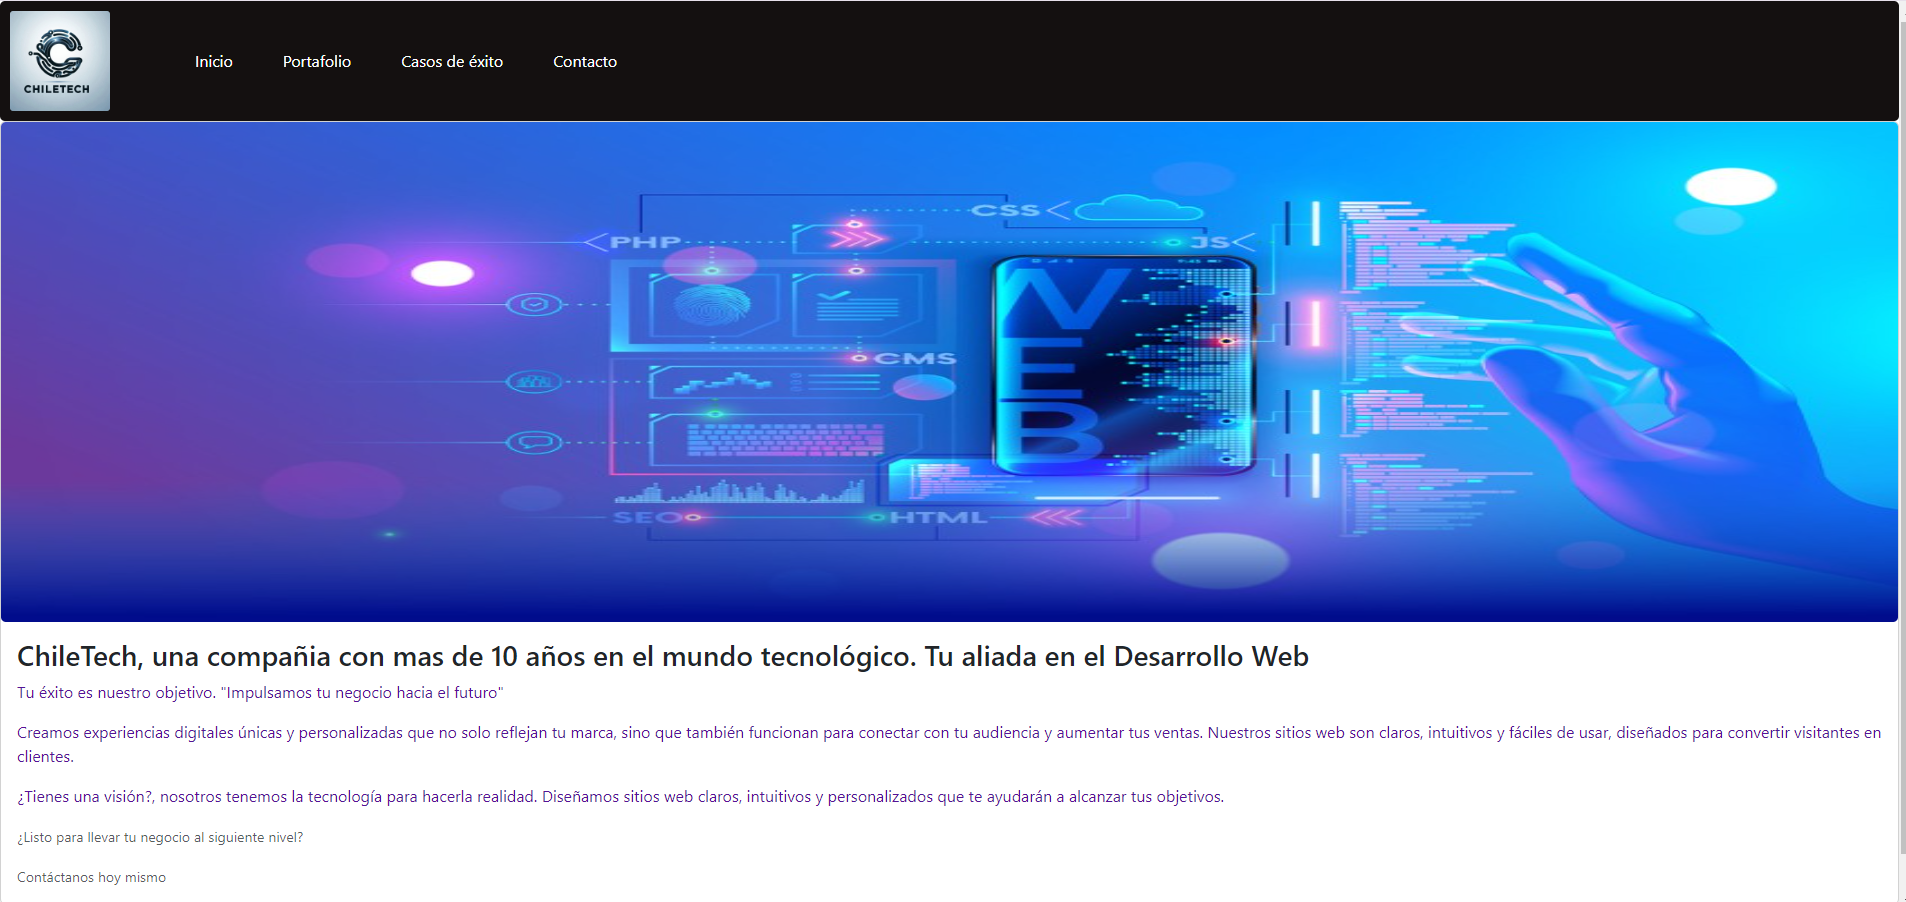 CHILETECH
Inicio Portafolio Casos de éxito Contacto
CSS
PHP
JS
WEB
CMS
SEO
HTML
ChileTech, una compañia con mas de 10 años en el mundo tecnológico. Tu aliada en el Desarrollo Web
Tu éxito es nuestro objetivo. "Impulsamos tu negocio hacia el futuro"
Creamos experiencias digitales únicas y personalizadas que no solo reflejan tu marca, sino que también funcionan para conectar con tu audiencia y aumentar tus ventas. Nuestros sitios web son claros, intuitivos y fáciles de usar, diseñados para convertir visitantes en
clientes.
¿Tienes una visión?, nosotros tenemos la tecnología para hacerla realidad. Diseñamos sitios web claros, intuitivos y personalizados que te ayudarán a alcanzar tus objetivos.
¿Listo para llevar tu negocio al siguiente nivel?
Contáctanos hoy mismo